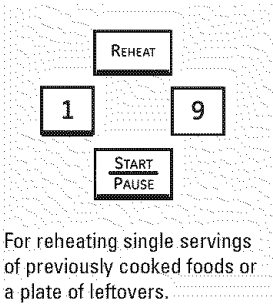 REHEAT
1 9
START
PAUSE
For reheating single servings
of previously cooked foods or
a plate of leftovers.